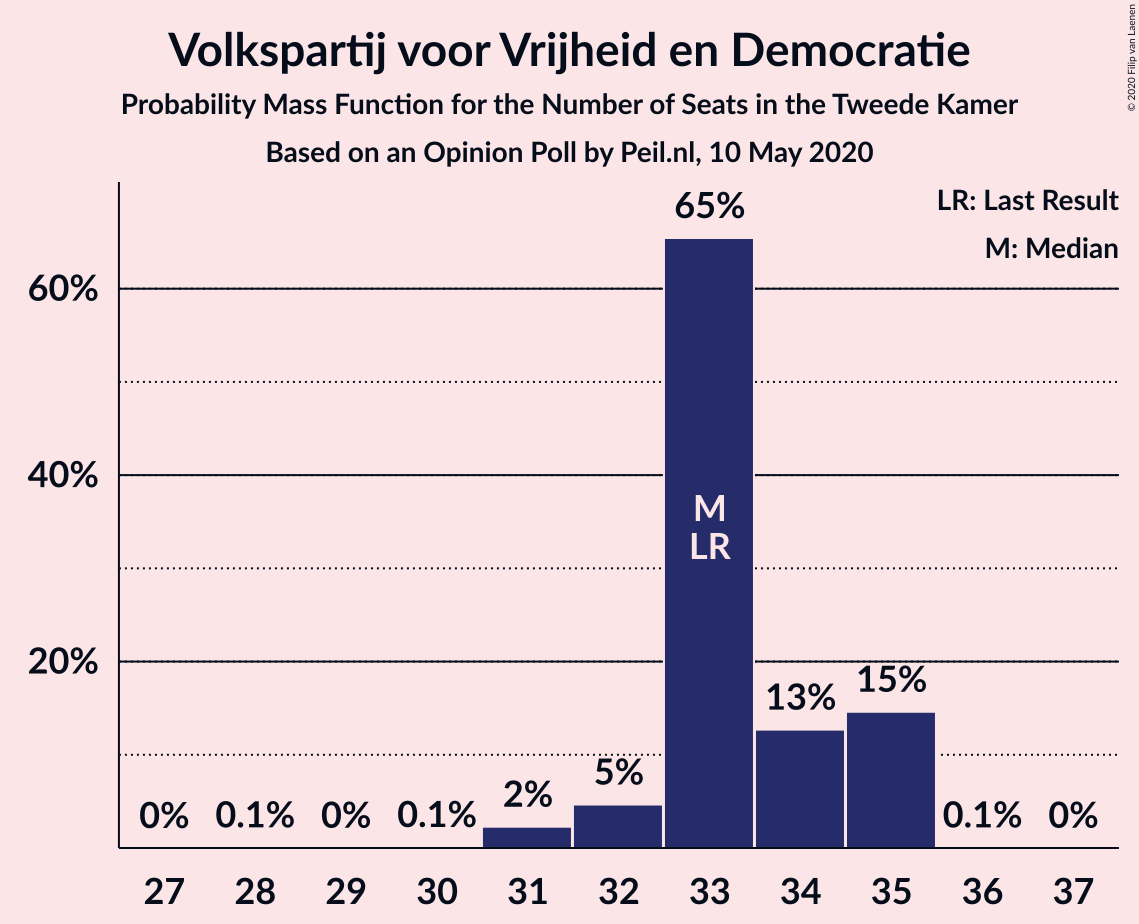 Volkspartij voor Vrijheid en Democratie
Probability Mass Function for the Number of Seats in the Tweede Kamer
Based on an Opinion Poll by Peil.nl, 10 May 2020
© 2020 Filip van Laenen
LR: Last Result
M: Median
60%
40%
20%
0%
0.1%
0%
0.1%
2%
5%
65%
13%
15%
0.1%
0%
M
LR
27 28 29 30 31 32 33 34 35 36 37